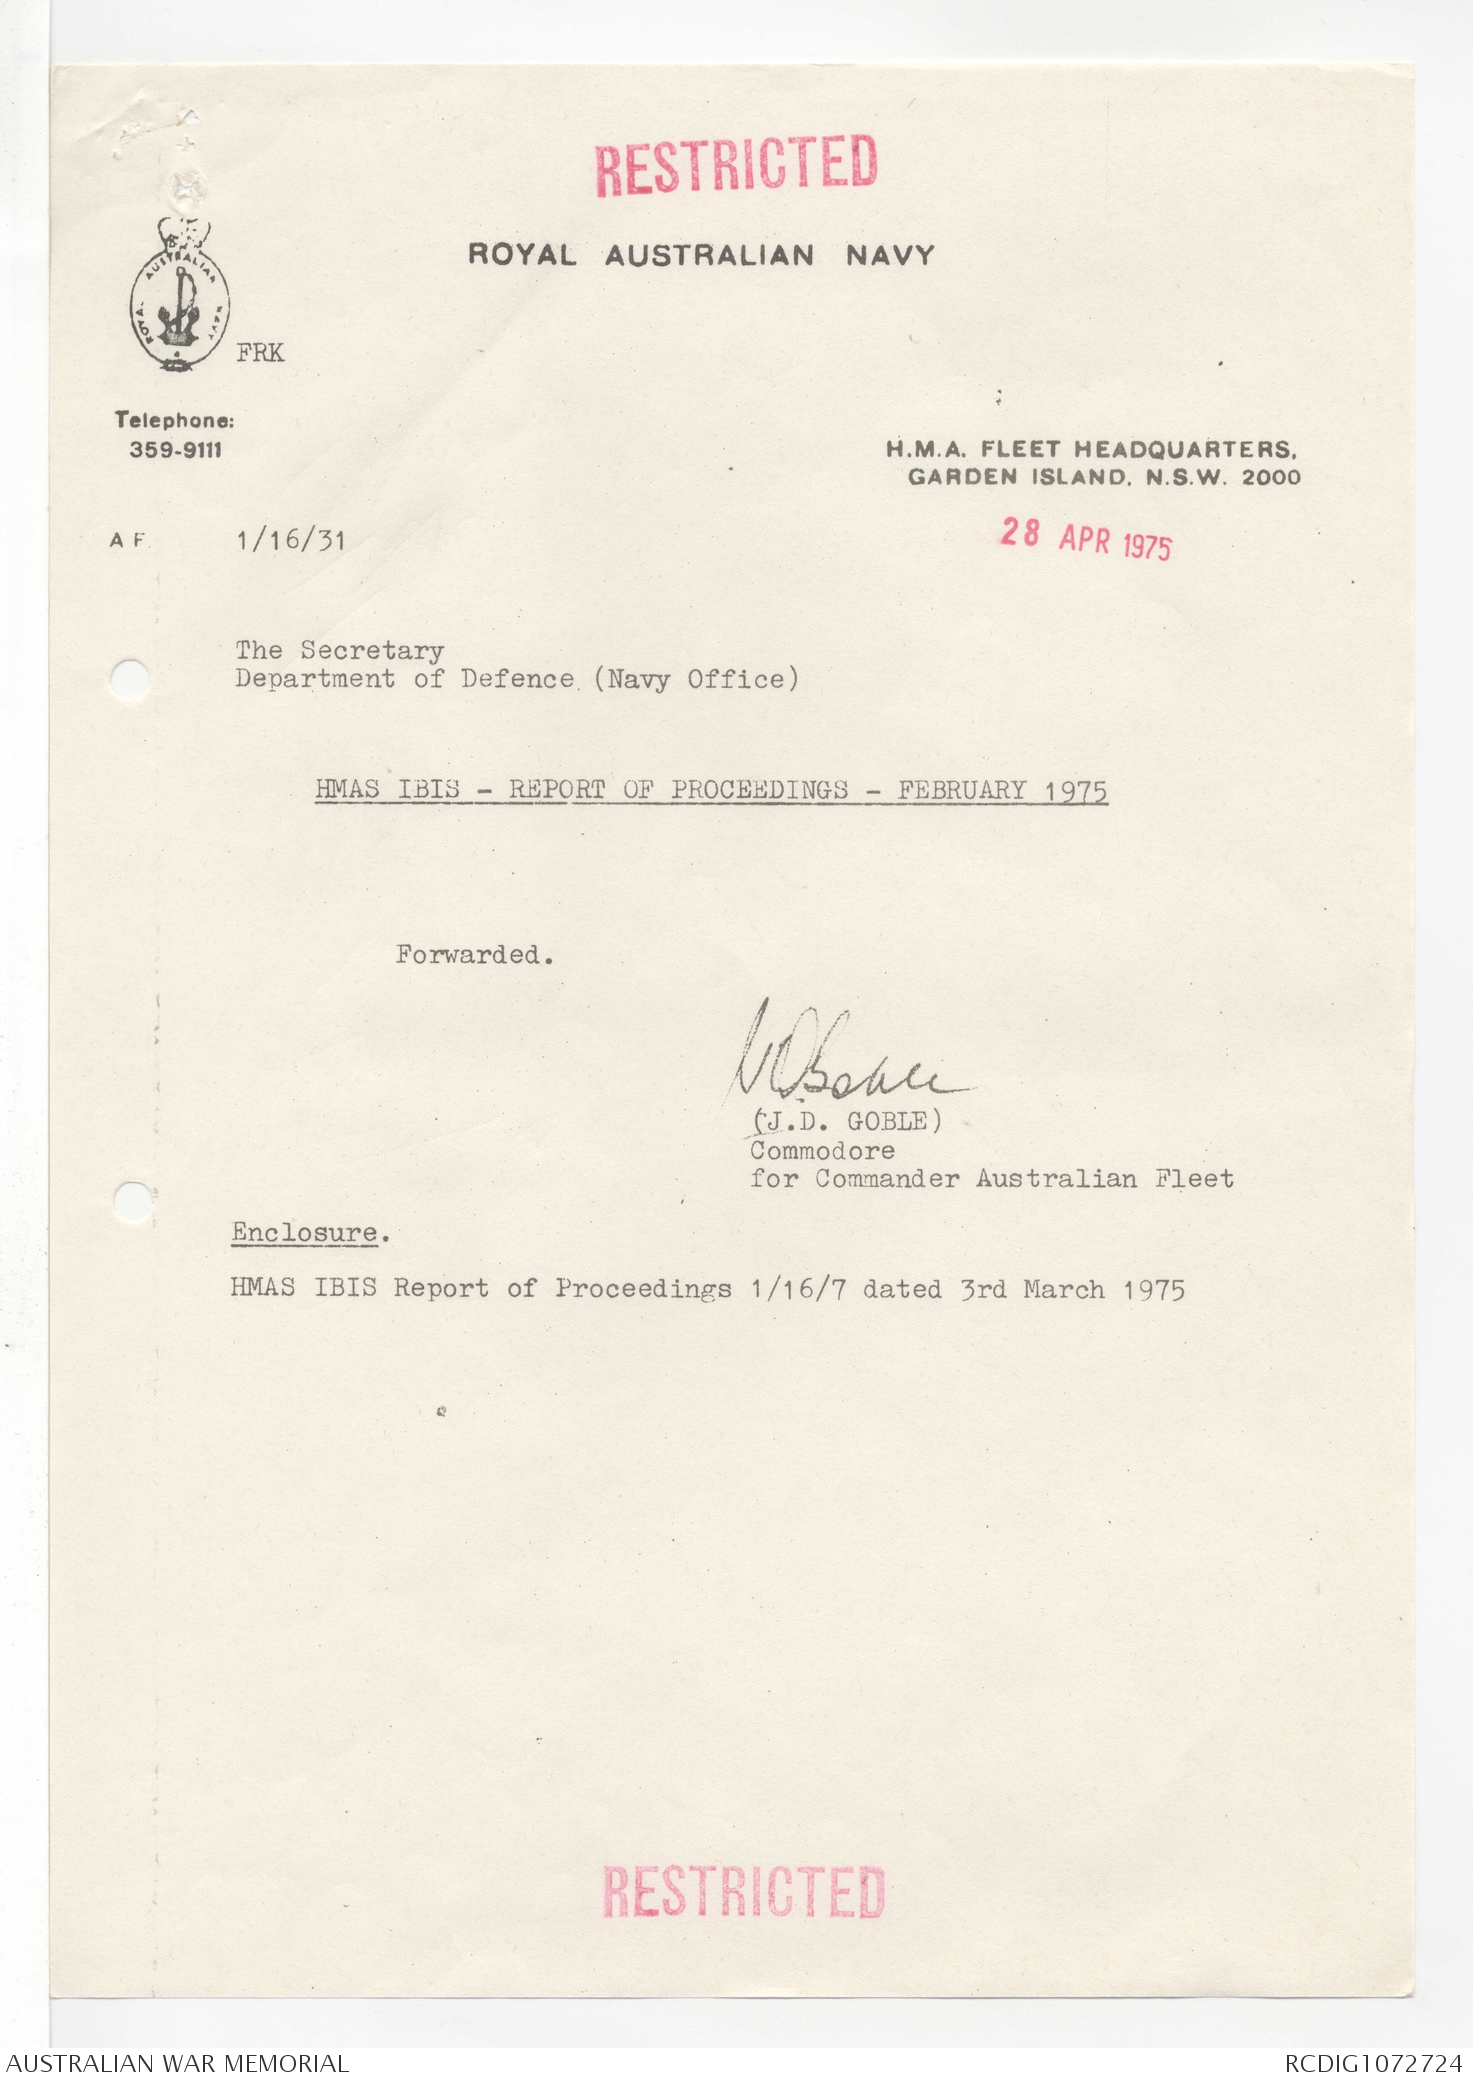 RESTRICTED
ROYAL AUSTRALIAN NAVY
ROYAL AUSTRALIAN NAVY
FRK
Telephone:
359-9111
H.M.A. FLEET HEADQUARTERS,
GARDEN ISLAND, N.S.W. 2000
A F. 1/16/31
28 APR 1975
The Secretary
Department of Defence (Navy Office)
HMAS IBIS - REPORT OF PROCEEDINGS - FEBRUARY 1975
Forwarded.
(J.D. GOBLE)
Commodore
for Commander Australian Fleet
Enclosure.
HMAS IBIS Report of Proceedings 1/16/7 dated 3rd March 1975
RESTRICTED
AUSTRALIAN WAR MEMORIAL
RCDIG1072724